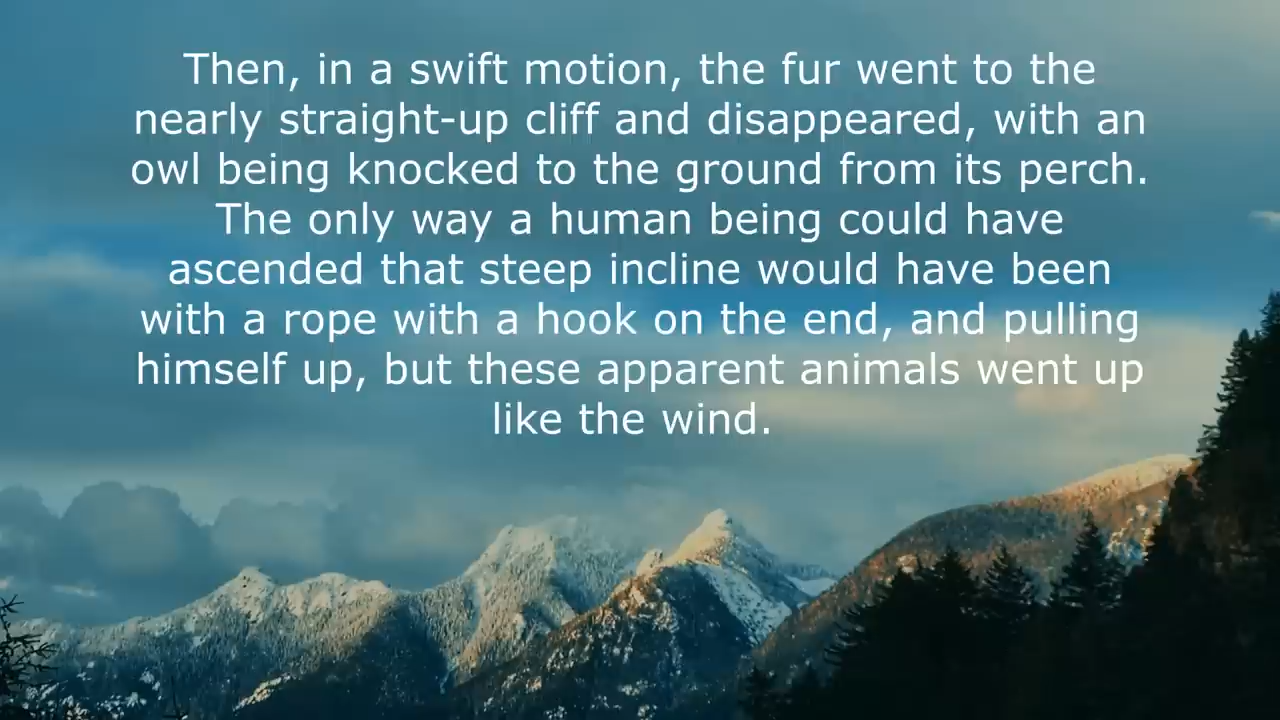 Then, in a swift motion, the fur went to the
nearly straight-up cliff and disappeared, with an
owl being knocked to the ground from its perch.
The only way a human being could have
ascended that steep incline would have been
with a rope with a hook on the end, and pulling
himself up, but these apparent animals went up
like the wind.